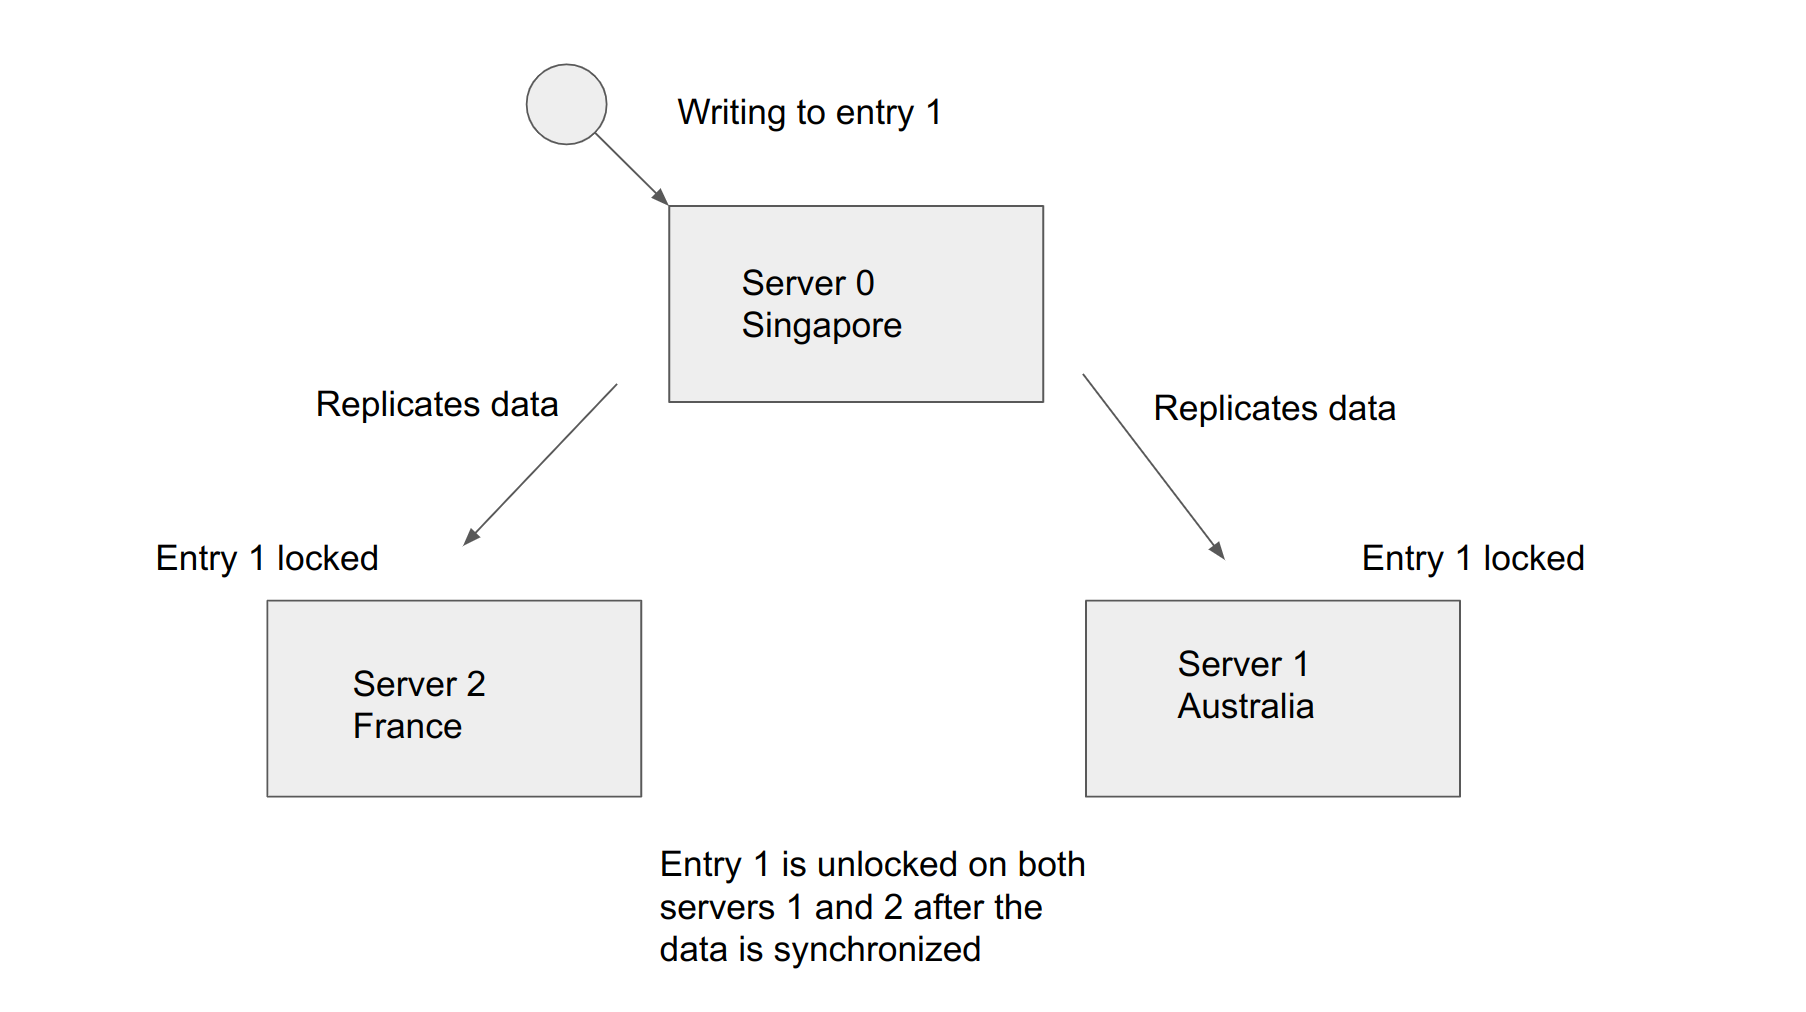 Writing to entry 1
Server 0
Singapore
Replicates data
Replicates data
Entry 1 locked
Entry 1 locked
Server 2
France
Server 1
Australia
Entry 1 is unlocked on both
servers 1 and 2 after the
data is synchronized